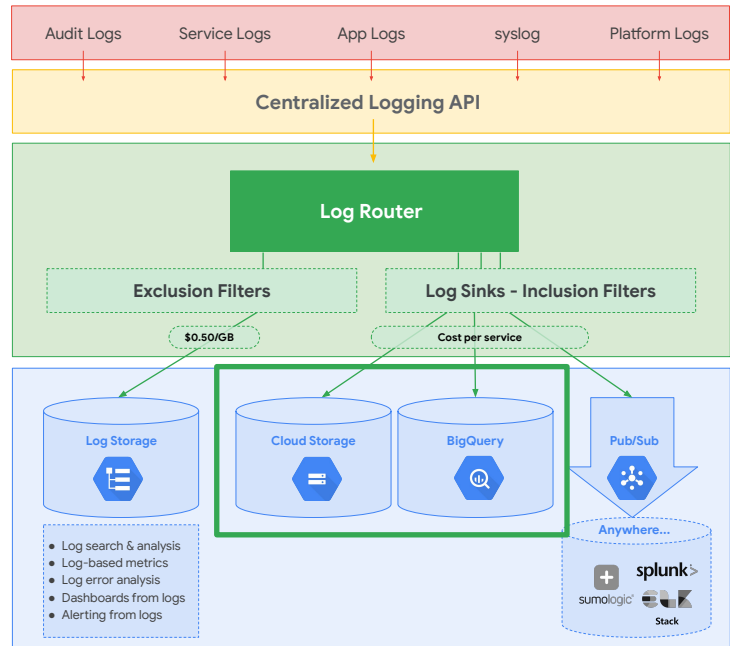 Audit Logs
Service Logs
App Logs
syslog
Platform Logs
Centralized Logging API
Log Router
Exclusion Filters
Log Sinks - Inclusion Filters
$0.50/GB
Cost per service
Log Storage
Cloud Storage
BigQuery
Pub/Sub
● Log search & analysis
● Log-based metrics
● Log error analysis
● Dashboards from logs
● Alerting from logs
Anywhere...
sumologic
splunk>
ELK
Stack